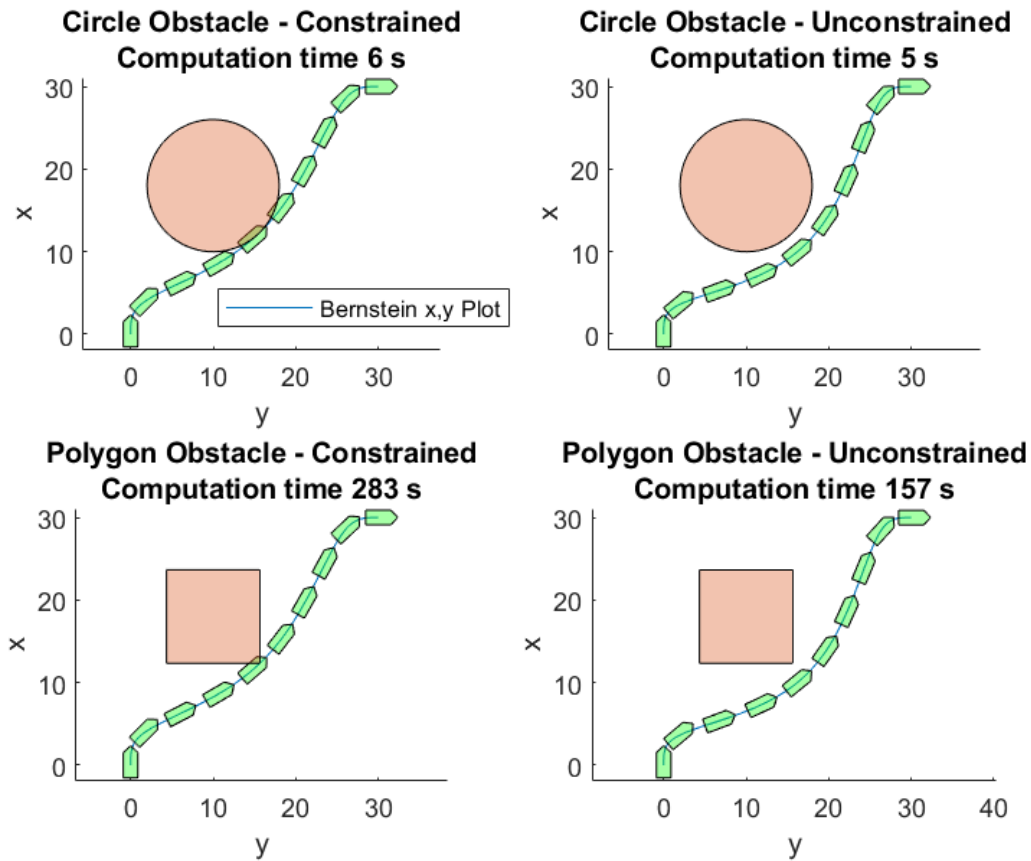 Circle Obstacle - Constrained
Computation time 6 s
30
20
10
0
x
0 10 20 30
y
Bernstein x,y Plot
Circle Obstacle - Unconstrained
Computation time 5 s
30
20
10
0
x
0 10 20 30
y
Polygon Obstacle - Constrained
Computation time 283 s
30
20
10
0
x
0 10 20 30
y
Polygon Obstacle - Unconstrained
Computation time 157 s
30
20
10
0
x
0 10 20 30 40
y